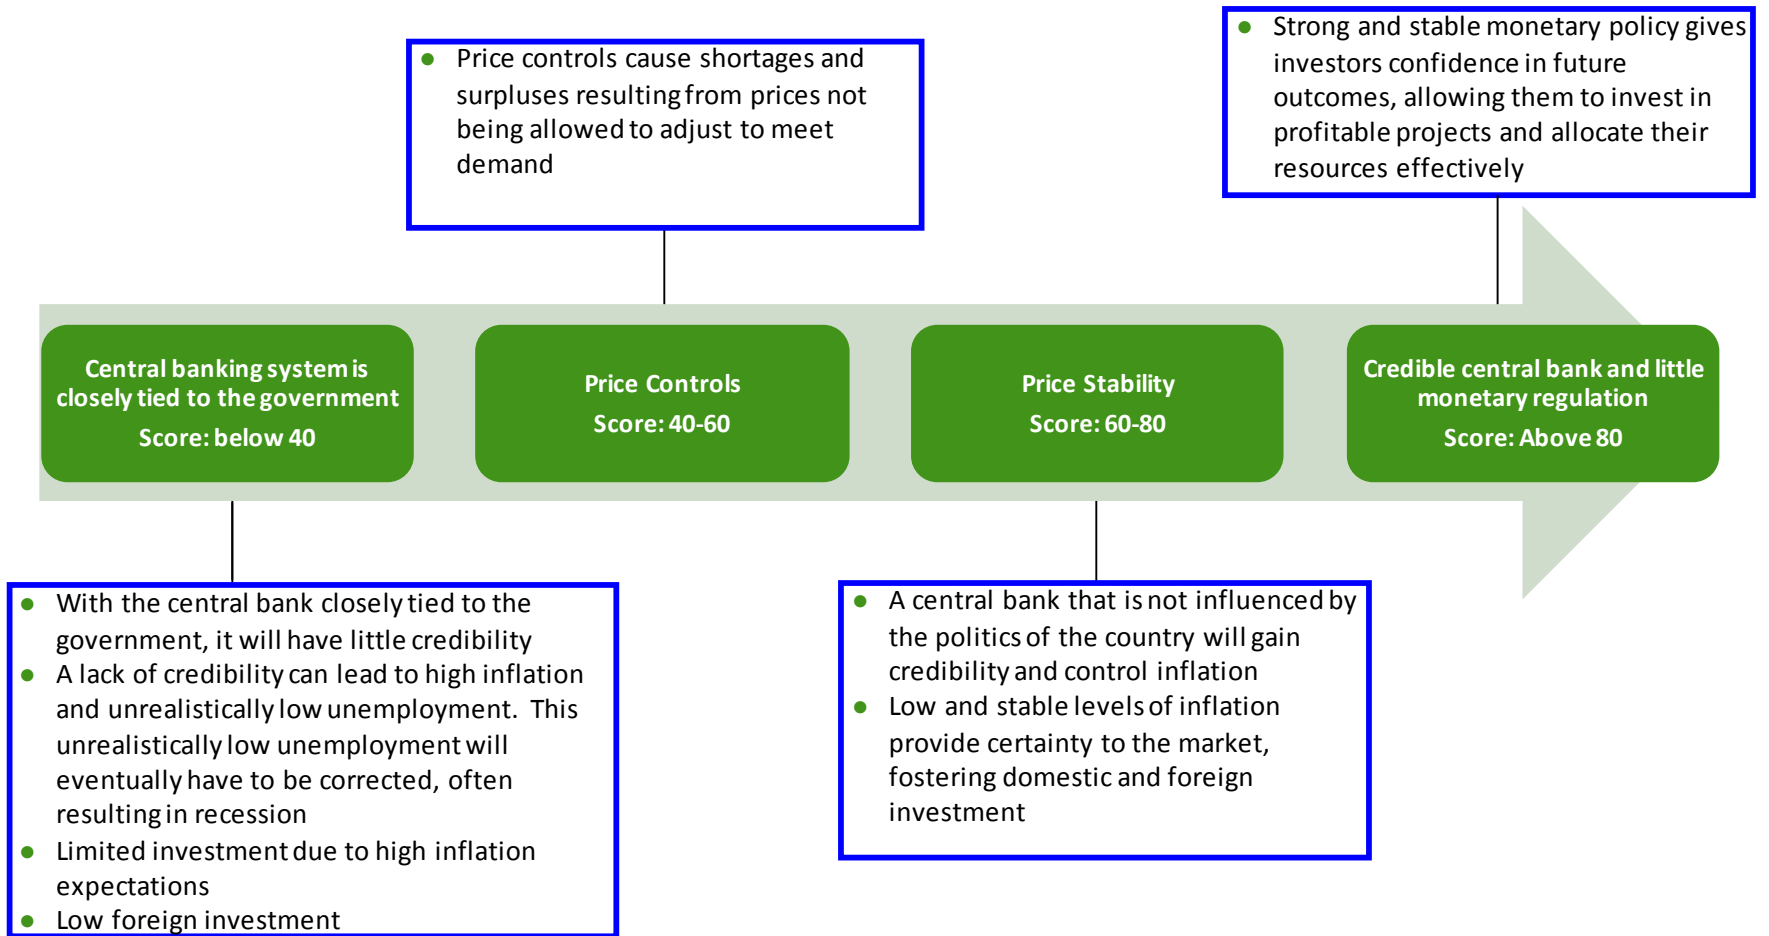 Price controls cause shortages and
surpluses resulting from prices not
being allowed to adjust to meet
demand
Strong and stable monetary policy gives
investors confidence in future
outcomes, allowing them to invest in
profitable projects and allocate their
resources effectively
Central banking system is
closely tied to the government
Score: below 40
Price Controls
Score: 40-60
Price Stability
Score: 60-80
Credible central bank and little
monetary regulation
Score: Above 80
With the central bank closely tied to the
government, it will have little credibility
A lack of credibility can lead to high inflation
and unrealistically low unemployment. This
unrealistically low unemployment will
eventually have to be corrected, often
resulting in recession
Limited investment due to high inflation
expectations
Low foreign investment
A central bank that is not influenced by
the politics of the country will gain
credibility and control inflation
Low and stable levels of inflation
provide certainty to the market,
fostering domestic and foreign
investment